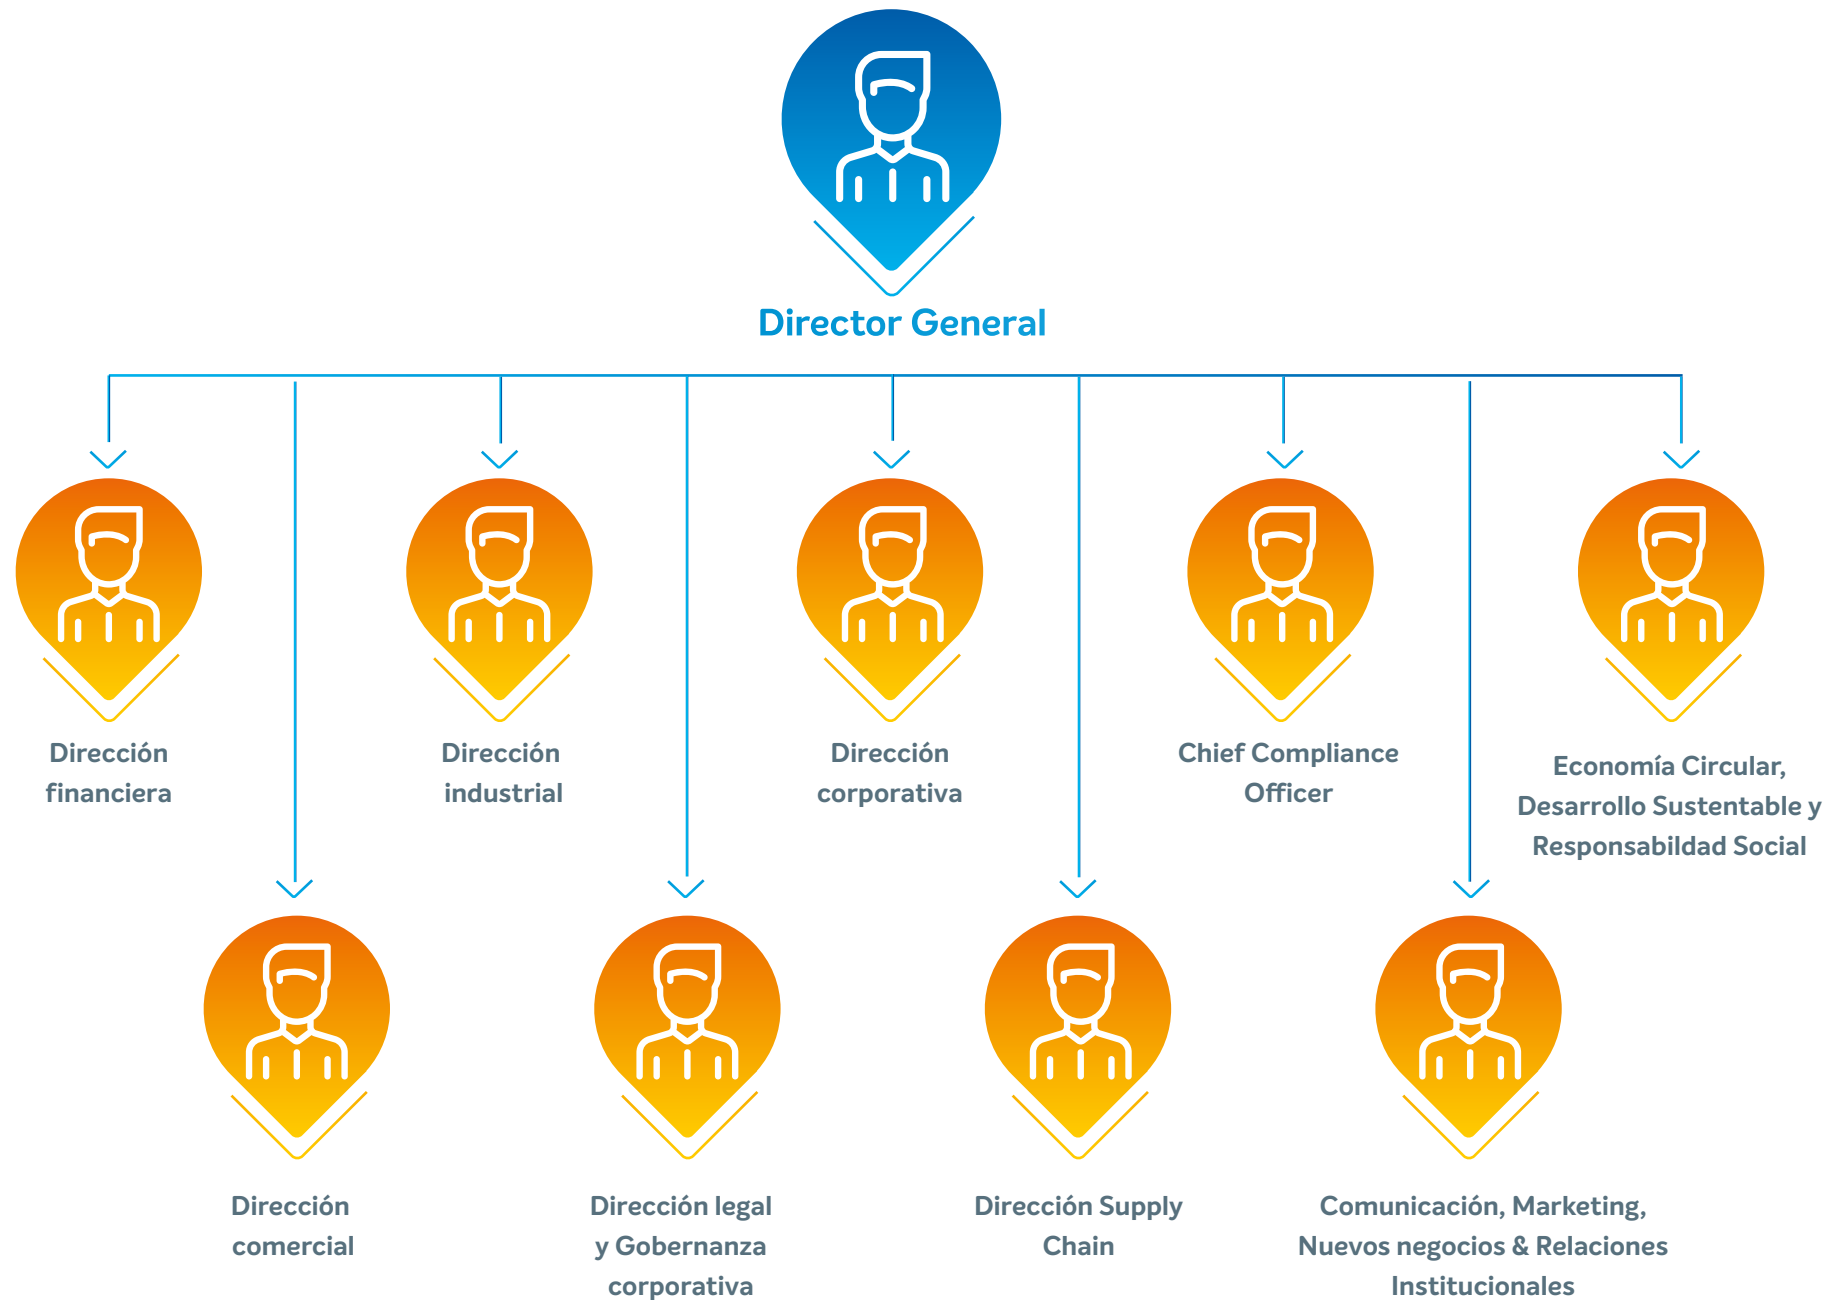 Director General
Dirección
financiera
Dirección
industrial
Dirección
corporativa
Chief Compliance
Officer
Economía Circular,
Desarrollo Sustentable y
Responsabildad Social
Dirección
comercial
Dirección legal
y Gobernanza
corporativa
Dirección Supply
Chain
Comunicación, Marketing,
Nuevos negocios & Relaciones
Institucionales